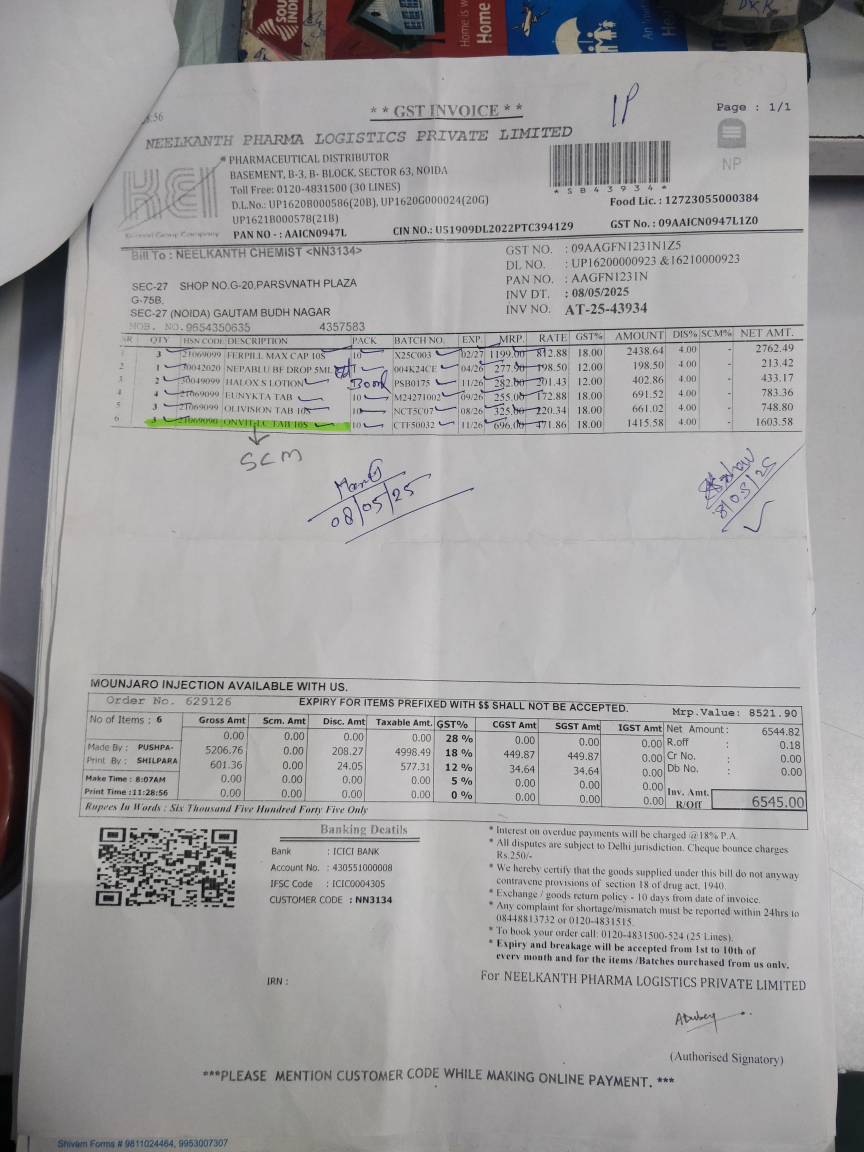 SOU
INDI
Home is w
Home
An In
He
DKR
8.56
** GST INVOICE **
IP
Page : 1/1
NEELKANTH PHARMA LOGISTICS PRIVATE LIMITED
* PHARMACEUTICAL DISTRIBUTOR
BASEMENT, B-3, B- BLOCK, SECTOR 63, NOIDA
Toll Free: 0120-4831500 (30 LINES)
D.L.No.: UP1620B000586(20B), UP1620G000024(20G)
UP1621B000578(21B)
PAN NO - : AAICN0947L
CIN NO.: U51909DL2022PTC394129
*SB43934*
NP
Food Lic. : 12723055000384
GST No. : 09AAICN0947L1Z0
KEI
Group Company
Bill To : NEELKANTH CHEMIST <NN3134>
SEC-27 SHOP NO.G-20,PARSVNATH PLAZA
G-75B,
SEC-27 (NOIDA) GAUTAM BUDH NAGAR
MOB. NO.9654350635 4357583
GST NO. : 09AAGFN1231N1Z5
DL NO. : UP16200000923 &16210000923
PAN NO. : AAGFN1231N
INV DT. : 08/05/2025
INV NO. AT-25-43934
SR QTY HSN CODE DESCRIPTION PACK BATCH NO. EXP. MRP. RATE GST% AMOUNT DIS% SCM% NET AMT.
1 3 21069099 FERPILL MAX CAP 10S 10 X25C003 02/27 1199.00 812.88 18.00 2438.64 4.00 - 2762.49
2 1 30042020 NEPABLU BF DROP 5ML 004K24CE 04/26 277.90 198.50 12.00 198.50 4.00 - 213.42
3 2 30049099 HALOX S LOTION PSB0175 11/26 282.00 201.43 12.00 402.86 4.00 - 433.17
4 4 21069099 EUNYKTA TAB 10 M24271002 09/26 255.00 172.88 18.00 691.52 4.00 - 783.36
5 3 21069099 OLIVISION TAB 10S 10 NCT5C07 08/26 325.00 220.34 18.00 661.02 4.00 - 748.80
6 3 21069090 ONVIT-LC TAB 10S 10 CTF50032 11/26 696.00 471.86 18.00 1415.58 4.00 - 1603.58
SCM
08/05/25
8/05/25
MOUNJARO INJECTION AVAILABLE WITH US.
Order No. 629126 EXPIRY FOR ITEMS PREFIXED WITH $$ SHALL NOT BE ACCEPTED. Mrp.Value: 8521.90
No of Items : 6 Gross Amt Scm. Amt Disc. Amt Taxable Amt. GST% CGST Amt SGST Amt IGST Amt Net Amount: 6544.82
0.00 0.00 0.00 0.00 28 % 0.00 0.00 0.00 R.off : 0.18
Made By : PUSHPA- 5206.76 0.00 208.27 4998.49 18 % 449.87 449.87 0.00 Cr No. : 0.00
Print By : SHILPARA 601.36 0.00 24.05 577.31 12 % 34.64 34.64 0.00 Db No. : 0.00
Make Time : 8:07AM 0.00 0.00 0.00 0.00 5 % 0.00 0.00 0.00
Print Time :11:28:56 0.00 0.00 0.00 0.00 0 % 0.00 0.00 0.00 Inv. Amt. R/Off 6545.00
Rupees In Words : Six Thousand Five Hundred Forty Five Only
Banking Deatils
Bank : ICICI BANK
Account No. : 430551000008
IFSC Code : ICIC0004305
CUSTOMER CODE : NN3134
IRN :
* Interest on overdue payments will be charged @18% P.A.
* All disputes are subject to Delhi jurisdiction. Cheque bounce charges
Rs.250/-
* We hereby certify that the goods supplied under this bill do not anyway
contravene provisions of section 18 of drug act. 1940.
* Exchange / goods return policy - 10 days from date of invoice.
* Any complaint for shortage/mismatch must be reported within 24hrs to
08448813732 or 0120-4831515.
* To book your order call: 0120-4831500-524 (25 Lines).
* Expiry and breakage will be accepted from 1st to 10th of
every month and for the items /Batches purchased from us only.
For NEELKANTH PHARMA LOGISTICS PRIVATE LIMITED
ADubey
(Authorised Signatory)
***PLEASE MENTION CUSTOMER CODE WHILE MAKING ONLINE PAYMENT. ***
Shivam Forms # 9811024464, 9953007307